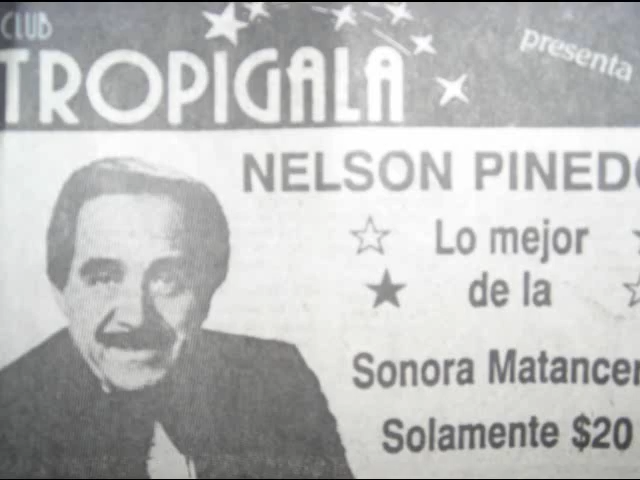 CLUB
TROPIGALA
presenta
NELSON PINEDO
Lo mejor
de la
Sonora Matancer
Solamente $20